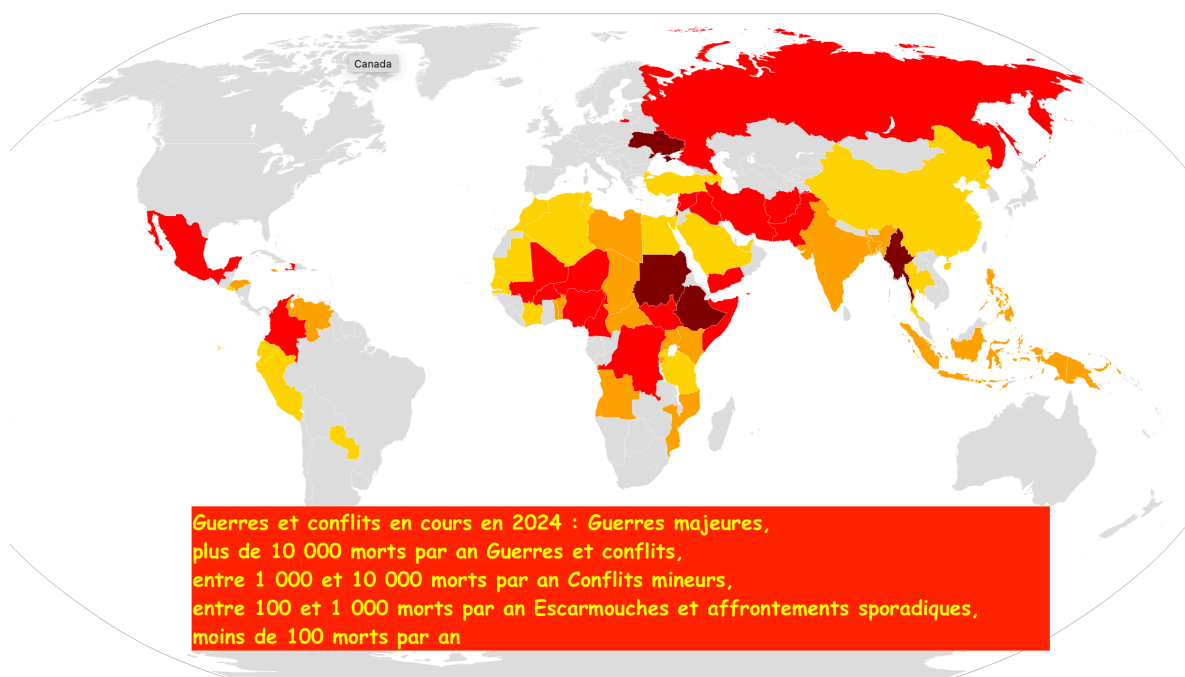 Canada
Guerres et conflits en cours en 2024 : Guerres majeures,
plus de 10 000 morts par an Guerres et conflits,
entre 1 000 et 10 000 morts par an Conflits mineurs,
entre 100 et 1 000 morts par an Escarmouches et affrontements sporadiques,
moins de 100 morts par an